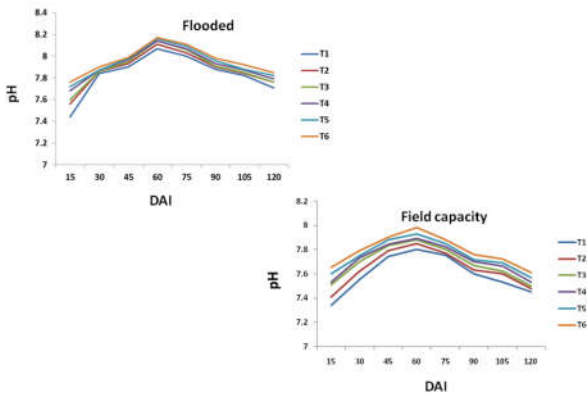 Flooded
8.4
8.2
8
7.8
7.6
7.4
7.2
7
pH
15 30 45 60 75 90 105 120
DAI
T1
T2
T3
T4
T5
T6
Field capacity
8.2
8
7.8
7.6
7.4
7.2
7
pH
15 30 45 60 75 90 105 120
DAI
T1
T2
T3
T4
T5
T6